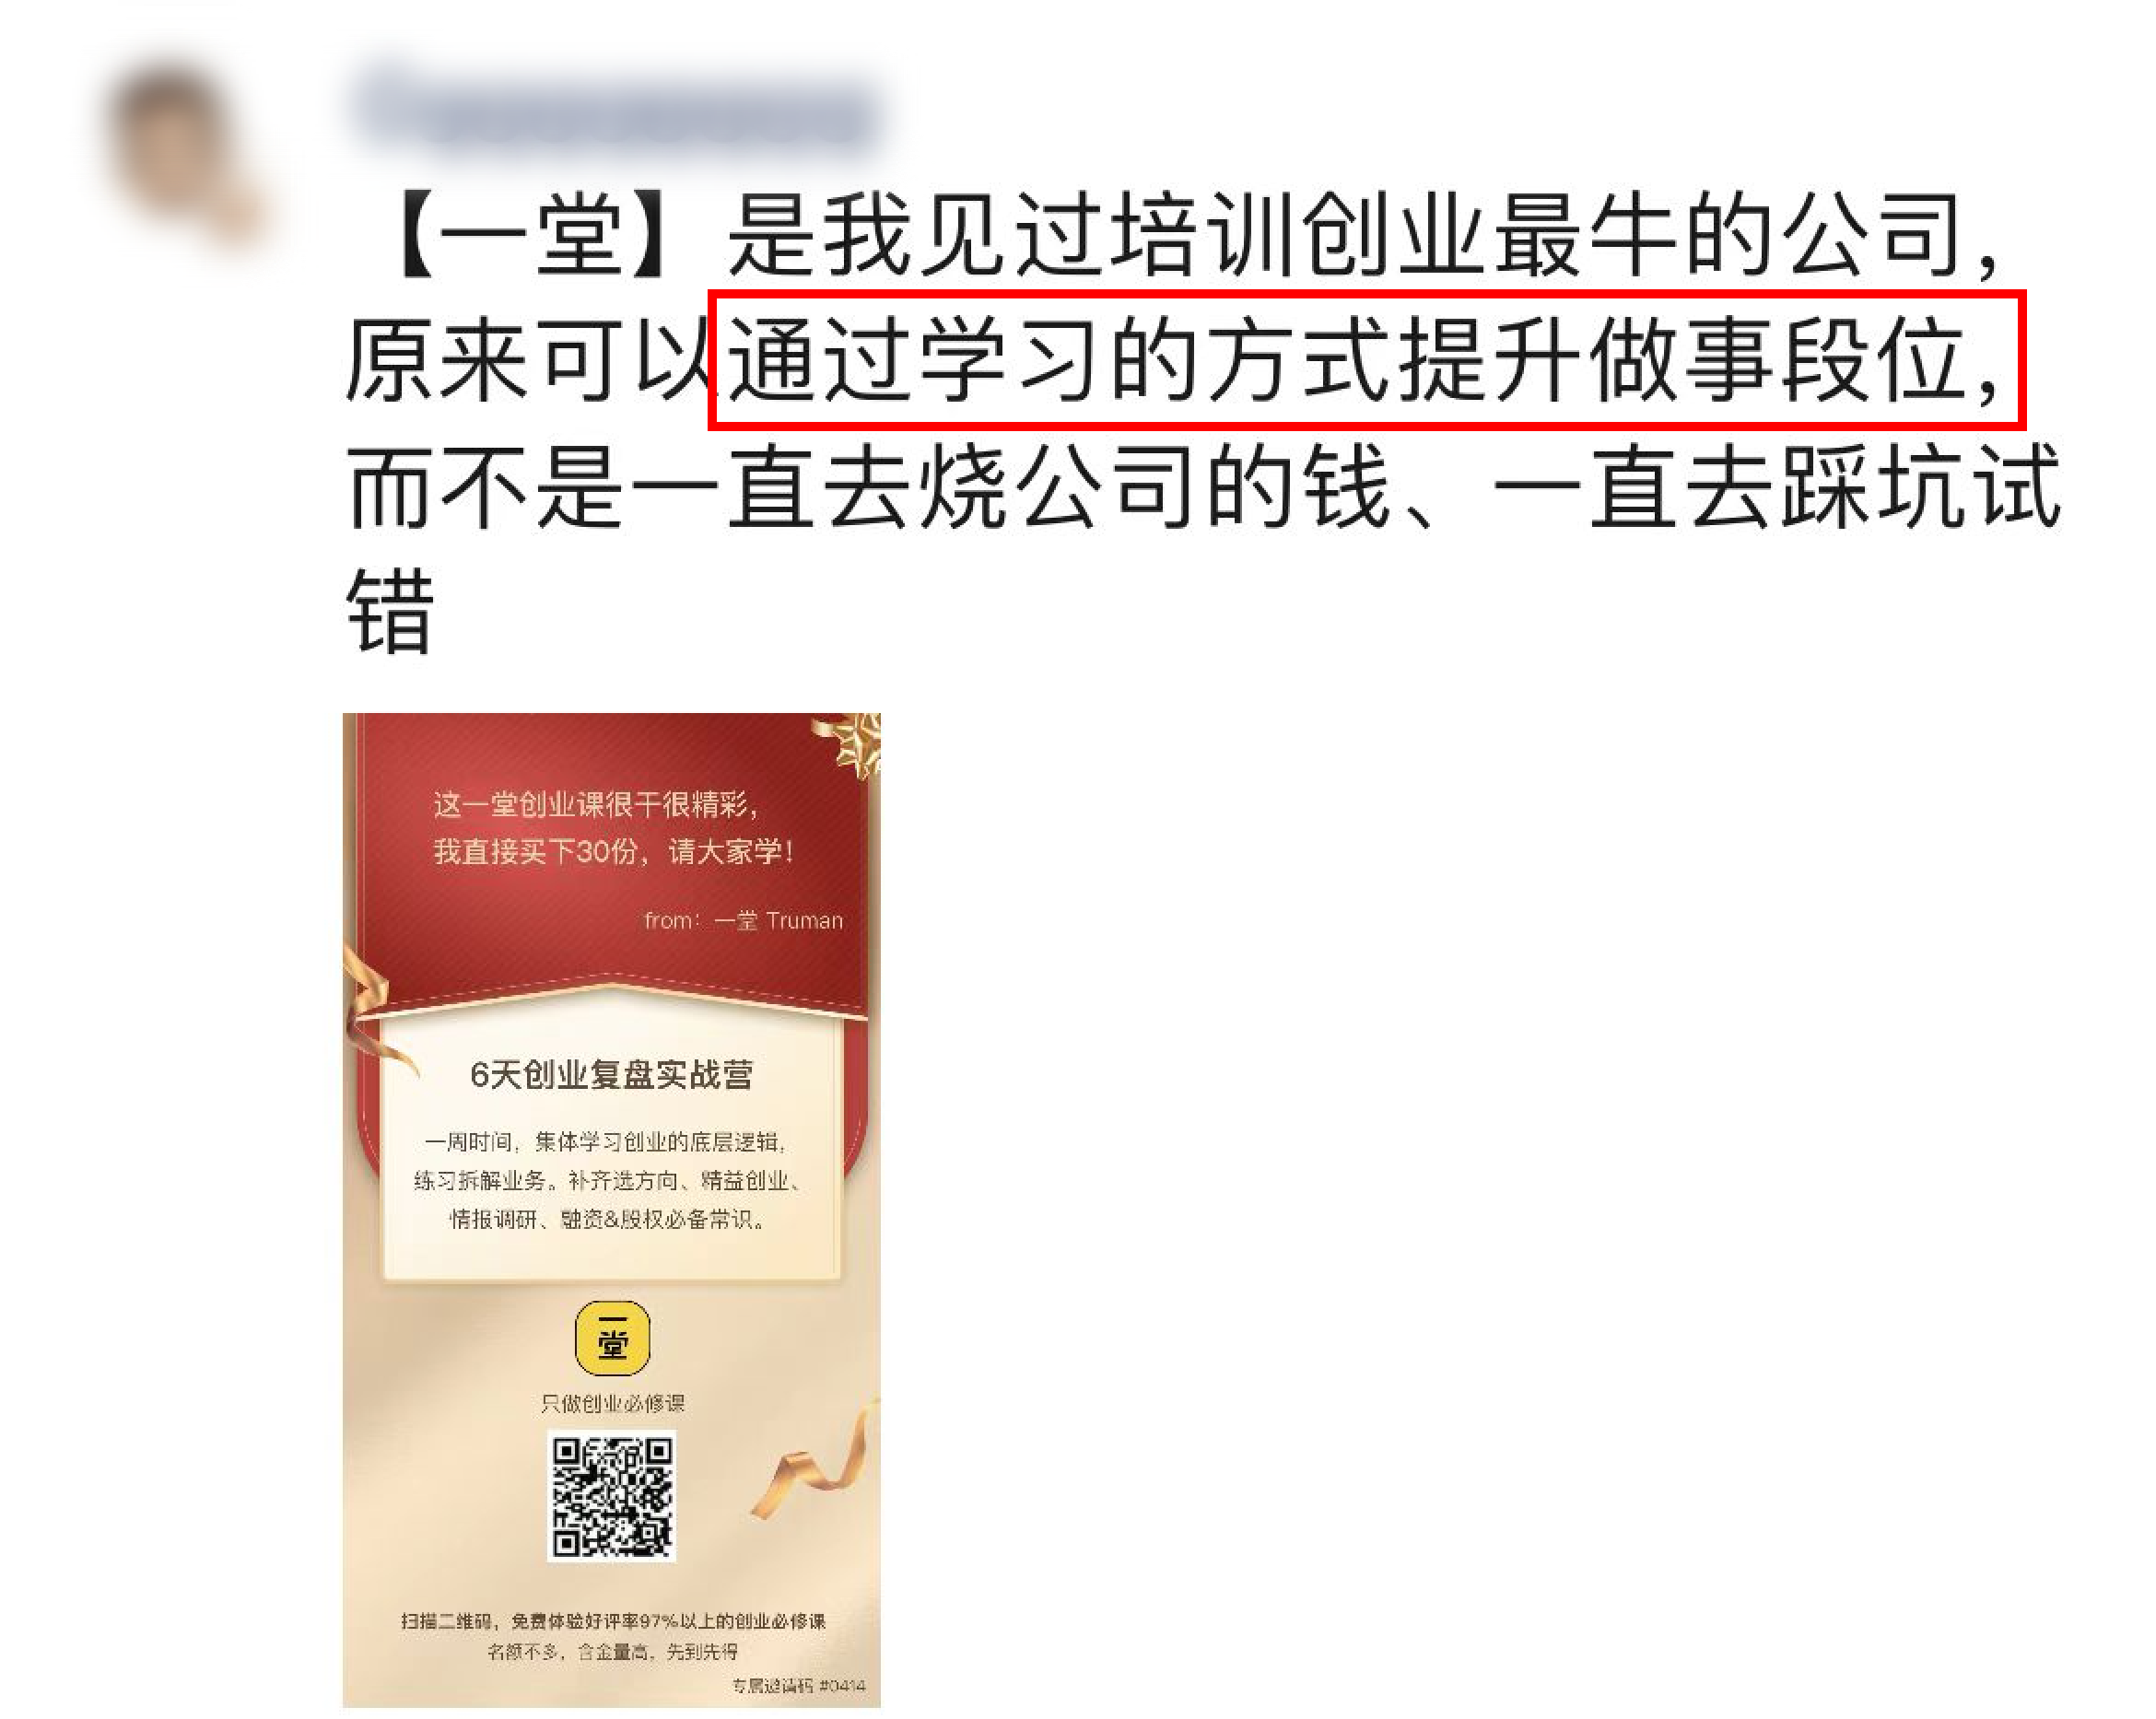 【一堂】是我见过培训创业最牛的公司，
原来可以通过学习的方式提升做事段位，
而不是一直去烧公司的钱、一直去踩坑试
错
这一堂创业课很干很精彩，
我直接买下30份，请大家学！
from：一堂 Truman
6天创业复盘实战营
一周时间，集体学习创业的底层逻辑，
练习拆解业务。补齐选方向、精益创业、
情报调研、融资&股权必备常识。
一
堂
只做创业必修课
扫描二维码，免费体验好评率97%以上的创业必修课
名额不多，含金量高，先到先得
专属邀请码 #0414